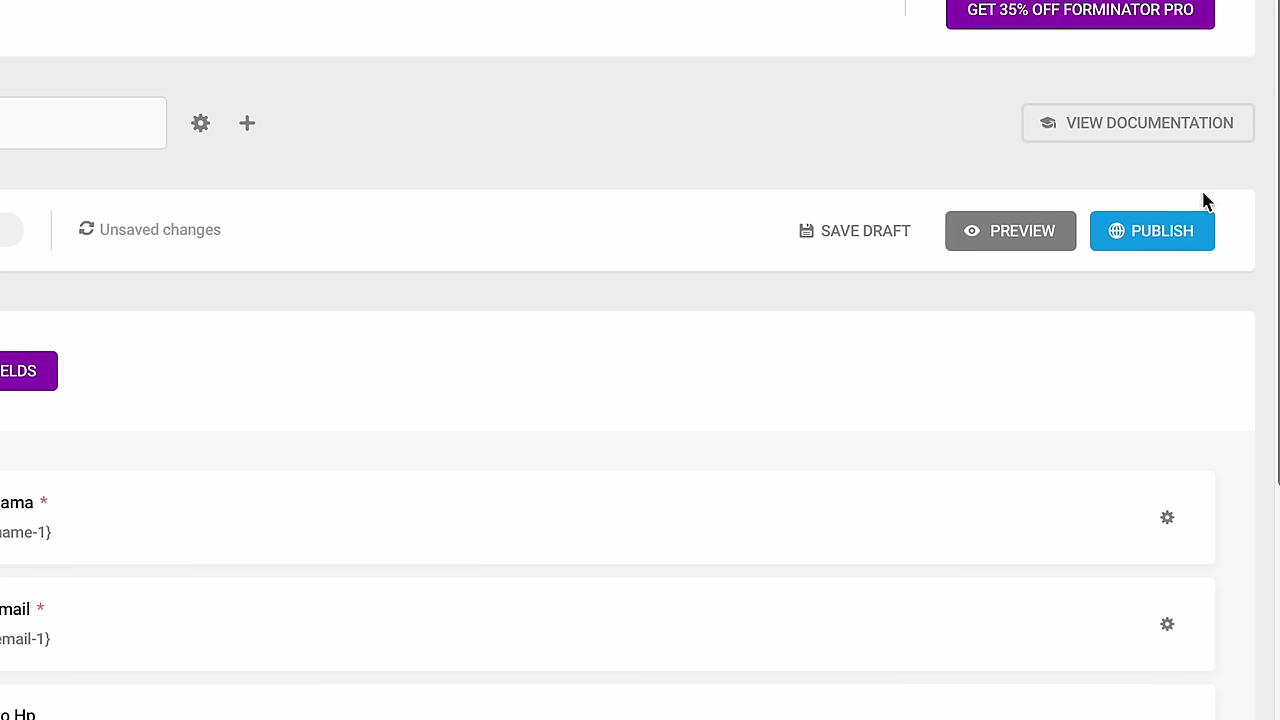 GET 35% OFF FORMINATOR PRO
VIEW DOCUMENTATION
Unsaved changes
SAVE DRAFT
PREVIEW
PUBLISH
ELDS
ama *
name-1}
mail *
email-1}
o Hp